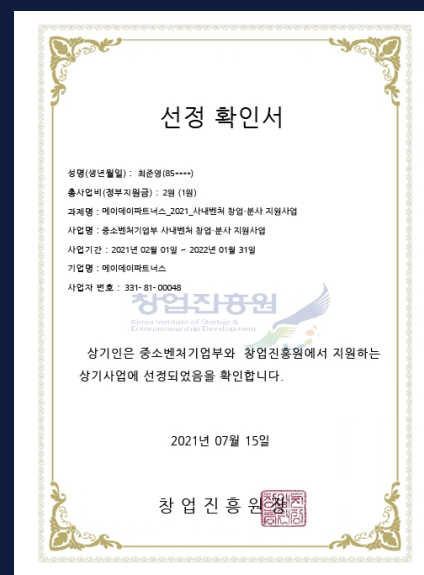 선정 확인서
성명(생년월일) : 최준영(85****)
총사업비(정부지원금) : 2원 (1원)
과제명 : 메이데이파트너스_2021_사내벤처 창업·분사 지원사업
사업명 : 중소벤처기업부 사내벤처 창업·분사 지원사업
사업기간 : 2021년 02월 01일 ~ 2022년 01월 31일
기업명 : 메이데이파트너스
사업자 번호 : 331- 81- 00048
창업진흥원
Korea Institute of Startup &
Entrepreneurship Development
상기인은 중소벤처기업부와 창업진흥원에서 지원하는
상기사업에 선정되었음을 확인합니다.
2021년 07월 15일
창 업 진 흥 원 장